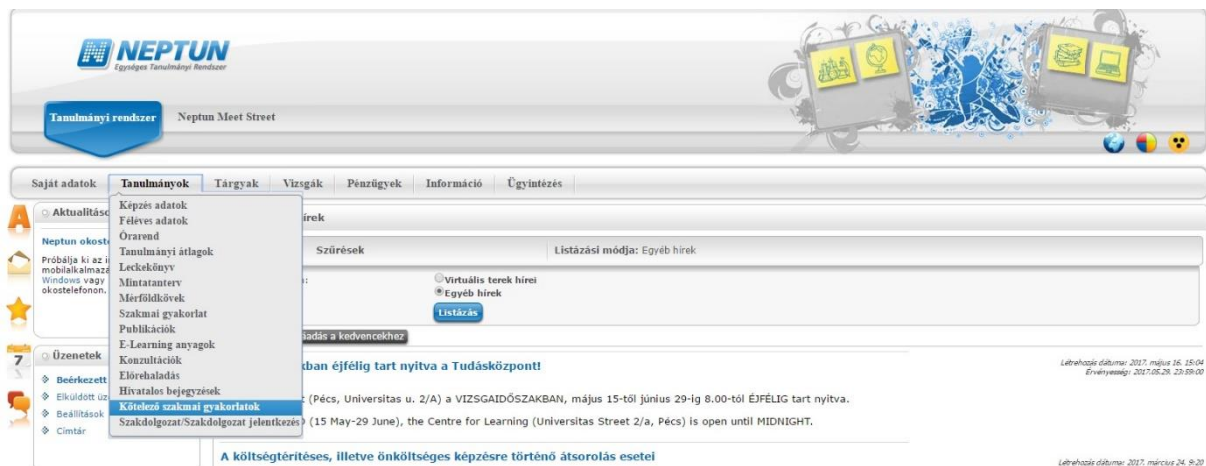 NEPTUN
Egységes Tanulmányi Rendszer
Tanulmányi rendszer
Neptun Meet Street
Saját adatok
Tanulmányok
Tárgyak
Vizsgák
Pénzügyek
Információ
Ügyintézés
Képzés adatok
Féléves adatok
Órarend
Tanulmányi átlagok
Leckekönyv
Mintatanterv
Mérföldkövek
Szakmai gyakorlat
Publikációk
E-Learning anyagok
Konzultációk
Előrehaladás
Hivatalos bejegyzések
Kötelező szakmai gyakorlatok
Szakdolgozat/Szakdolgozat jelentkezés
Neptun
Próbálja ki az
Windows vagy
okostelefonon.
7
Üzenetek
Beérkezett
Elküldött
Beállítások
Címtár
hírek
Szűrések
Listázási módja: Egyéb hírek
Virtuális terek hírei
Egyéb hírek
Listázás
a kedvencekhez
éjfélig tart nyitva a Tudásközpont!
Létrehozás dátuma: 2017. május 16. 15:04
Érvényesség: 2017.05.29. 23:59:00
(Pécs, Universitas u. 2/A) a VIZSGAIDŐSZAKBAN, május 15-től június 29-ig 8.00-tól ÉJFÉLIG tart nyitva.
(15 May-29 June), the Centre for Learning (Universitas Street 2/a, Pécs) is open until MIDNIGHT.
A költségtérítéses, illetve önköltséges képzésre történő átsorolás esetei
Létrehozás dátuma: 2017. március 24. 9:20